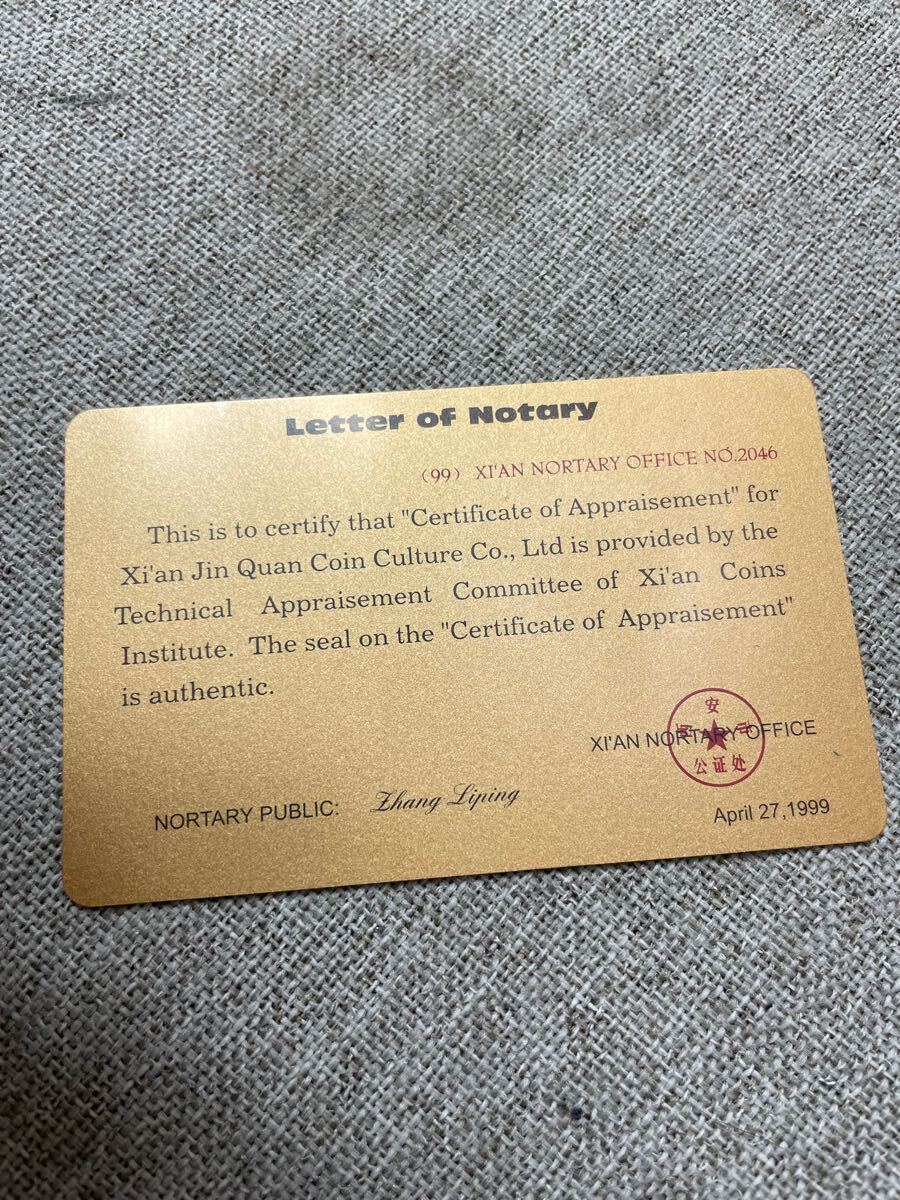 Letter of Notary
（99） XI'AN NORTARY OFFICE NO.2046
This is to certify that "Certificate of Appraisement" for
Xi'an Jin Quan Coin Culture Co., Ltd is provided by the
Technical Appraisement Committee of Xi'an Coins
Institute. The seal on the "Certificate of Appraisement"
is authentic.
安
XI'AN NORTARY OFFICE
公证处
NORTARY PUBLIC: Zhang Liping
April 27,1999